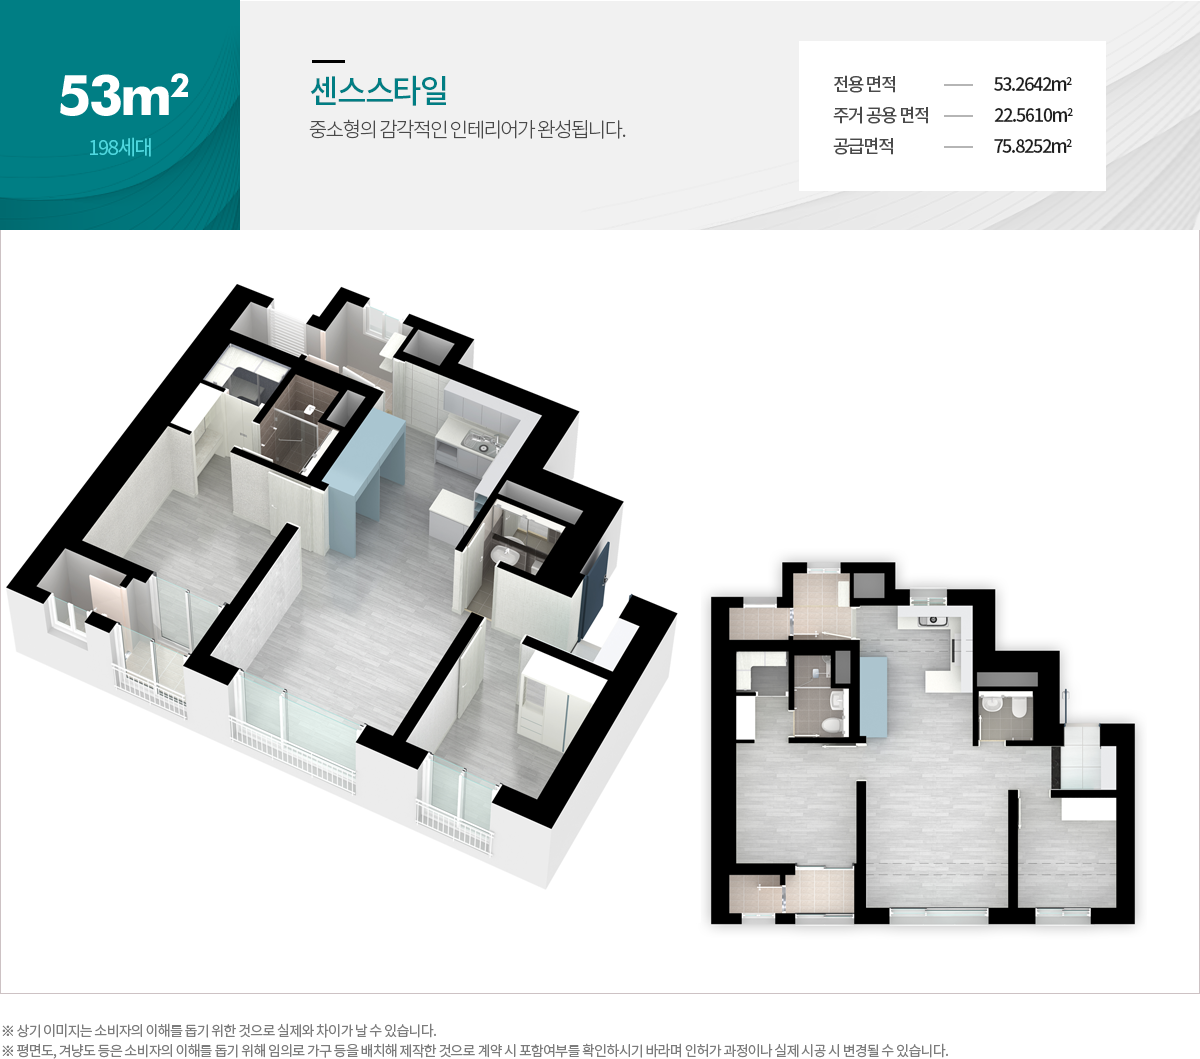 53m²
198세대
센스스타일
중소형의 감각적인 인테리어가 완성됩니다.
전용 면적 53.2642m²
주거 공용 면적 22.5610m²
공급면적 75.8252m²
※ 상기 이미지는 소비자의 이해를 돕기 위한 것으로 실제와 차이가 날 수 있습니다.
※ 평면도, 겨냥도 등은 소비자의 이해를 돕기 위해 임의로 가구 등을 배치해 제작한 것으로 계약 시 포함여부를 확인하시기 바라며 인허가 과정이나 실제 시공 시 변경될 수 있습니다.